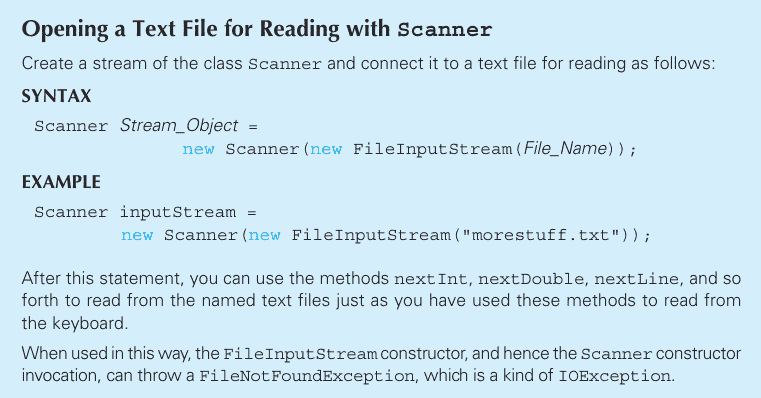 Opening a Text File for Reading with Scanner
Create a stream of the class Scanner and connect it to a text file for reading as follows:
SYNTAX
Scanner Stream_Object =
new Scanner(new FileInputStream(File_Name));
EXAMPLE
Scanner inputStream =
new Scanner(new FileInputStream("morestuff.txt"));
After this statement, you can use the methods nextInt, nextDouble, nextLine, and so
forth to read from the named text files just as you have used these methods to read from
the keyboard.
When used in this way, the FileInputStream constructor, and hence the Scanner constructor
invocation, can throw a FileNotFoundException, which is a kind of IOException.